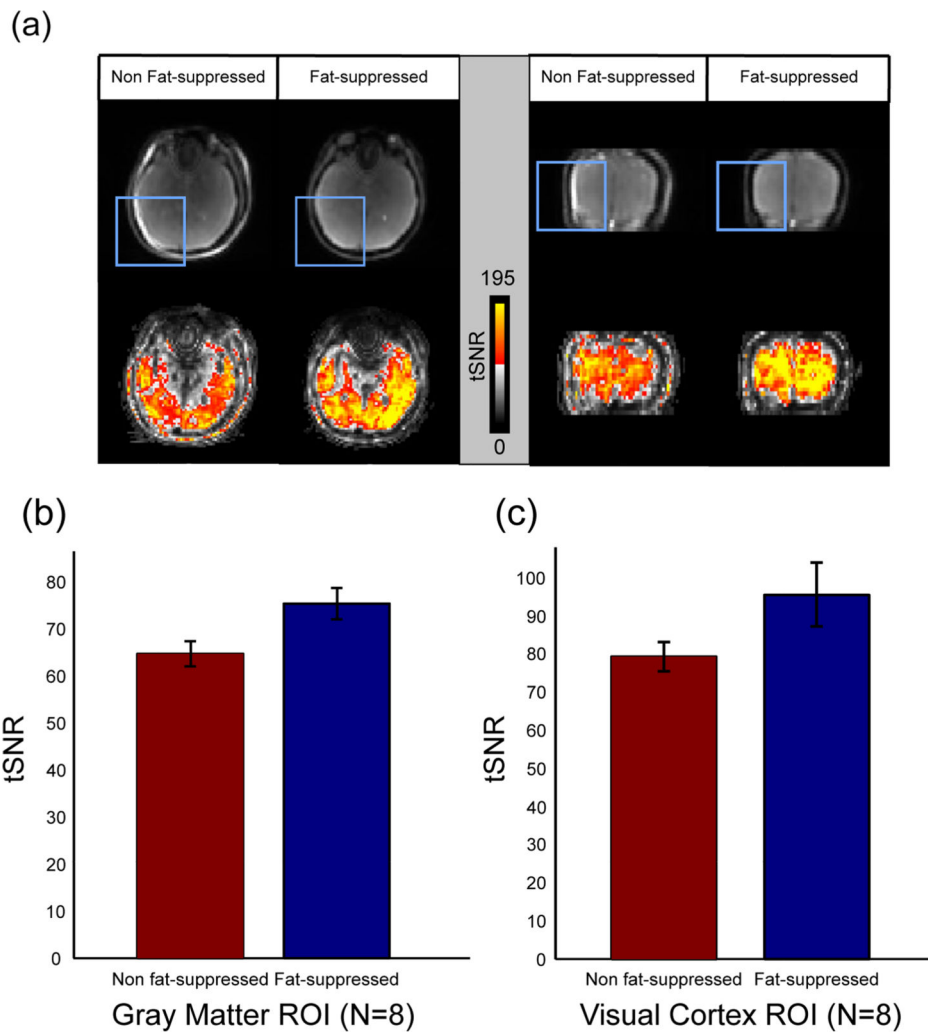 (a)
Non Fat-suppressed Fat-suppressed Non Fat-suppressed Fat-suppressed
195
tSNR
0
(b)
80
70
60
50
40
30
20
10
0
tSNR
Non fat-suppressed Fat-suppressed
Gray Matter ROI (N=8)
(c)
100
90
80
70
60
50
40
30
20
10
0
tSNR
Non fat-suppressed Fat-suppressed
Visual Cortex ROI (N=8)